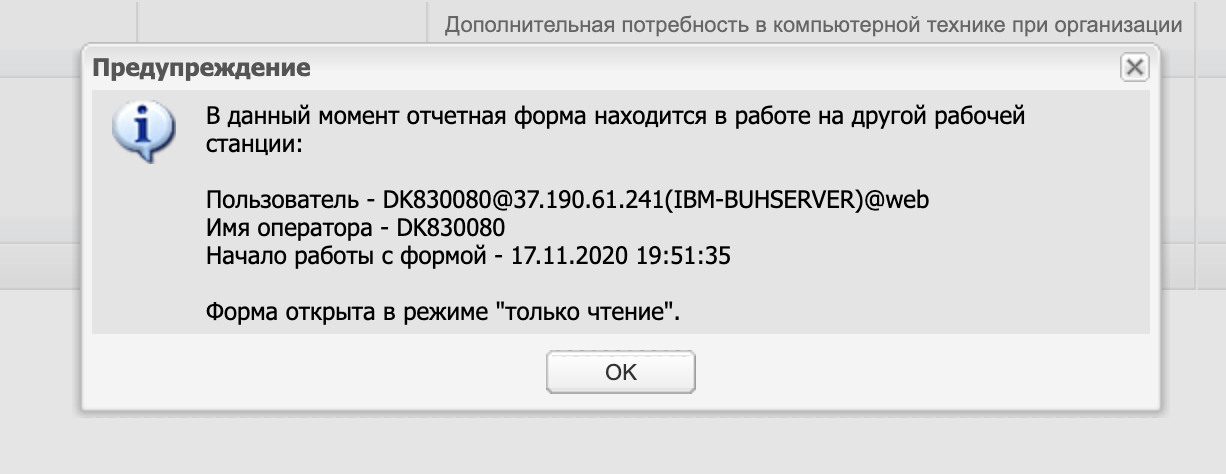 Дополнительная потребность в компьютерной технике при организации
Предупреждение
В данный момент отчетная форма находится в работе на другой рабочей
станции:
Пользователь - DK830080@37.190.61.241(IBM-BUHSERVER)@web
Имя оператора - DK830080
Начало работы с формой - 17.11.2020 19:51:35
Форма открыта в режиме "только чтение".
OK